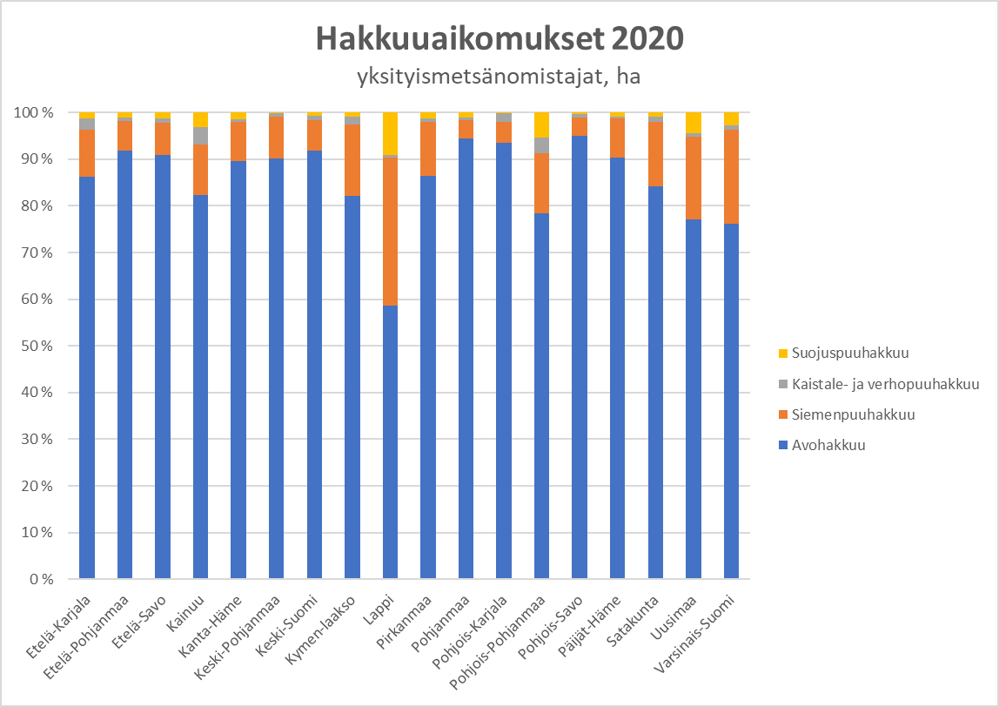 Hakkuuaikomukset 2020
yksityismetsänomistajat, ha
100 %
90 %
80 %
70 %
60 %
50 %
40 %
30 %
20 %
10 %
0 %
Etelä-Karjala
Etelä-Pohjanmaa
Etelä-Savo
Kainuu
Kanta-Häme
Keski-Pohjanmaa
Keski-Suomi
Kymen-laakso
Lappi
Pirkanmaa
Pohjanmaa
Pohjois-Karjala
Pohjois-Pohjanmaa
Pohjois-Savo
Päijät-Häme
Satakunta
Uusimaa
Varsinais-Suomi
Suojuspuuhakkuu
Kaistale- ja verhopuuhakkuu
Siemenpuuhakkuu
Avohakkuu